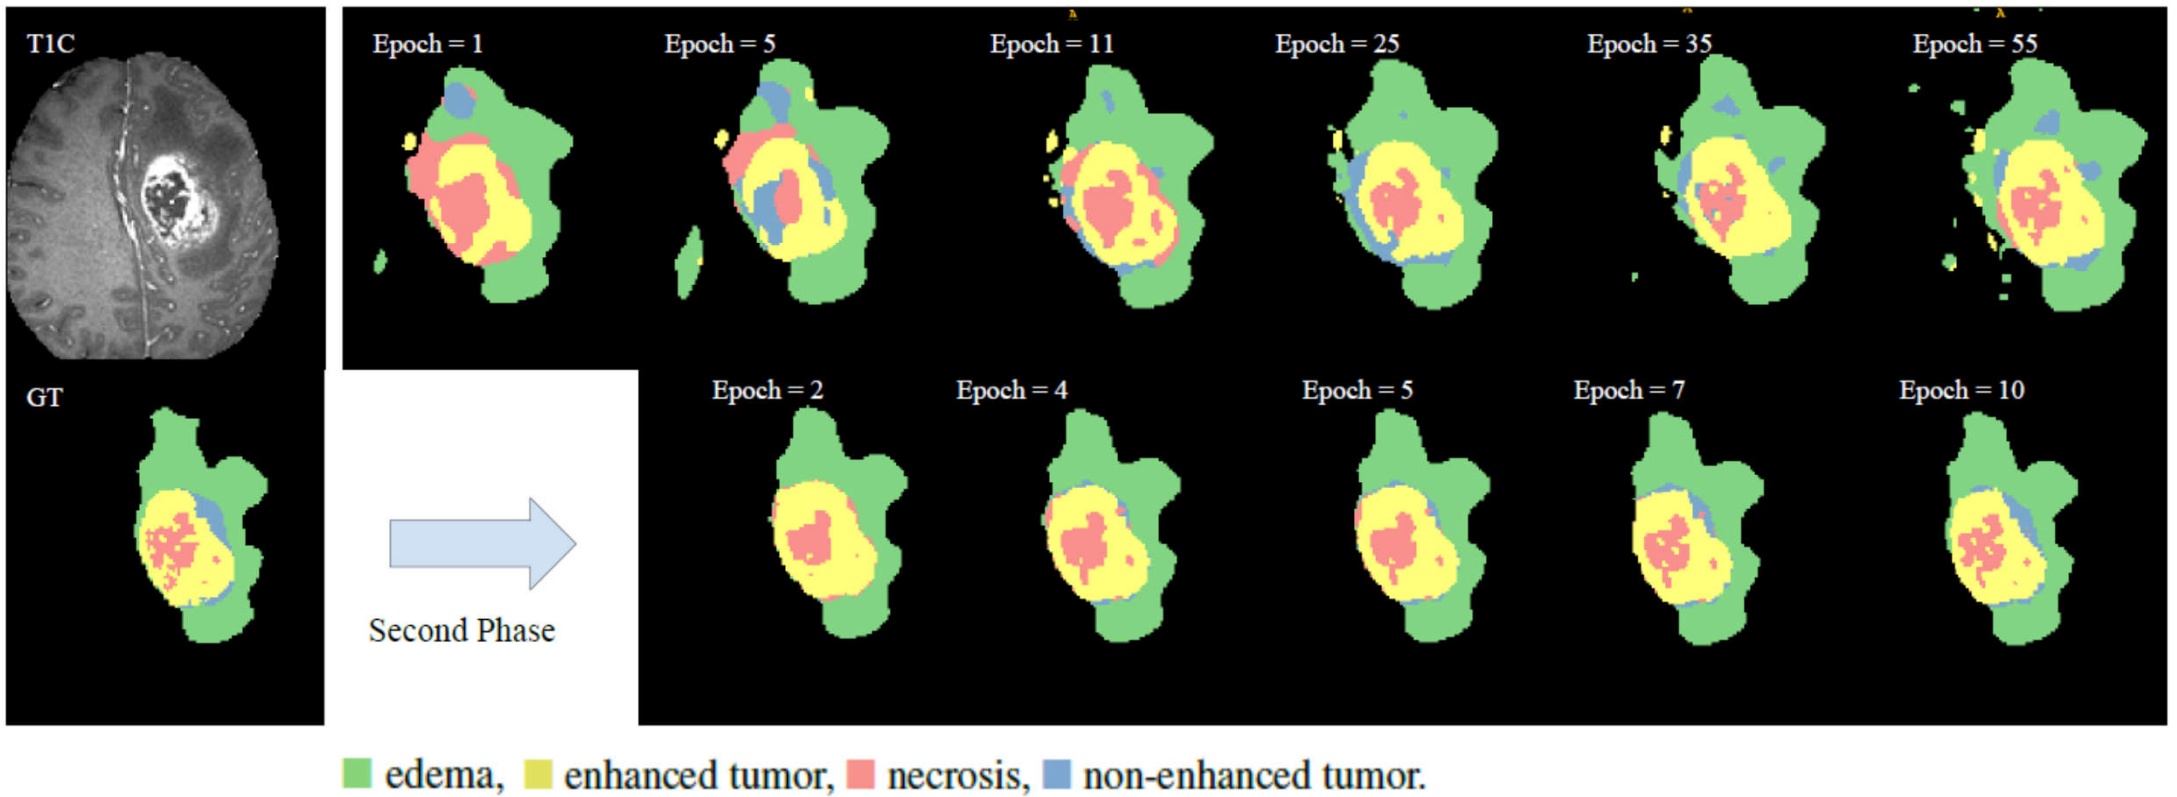 T1C
Epoch = 1
Epoch = 5
Epoch = 11
Epoch = 25
Epoch = 35
Epoch = 55
GT
Second Phase
Epoch = 2
Epoch = 4
Epoch = 5
Epoch = 7
Epoch = 10
edema, enhanced tumor, necrosis, non-enhanced tumor.